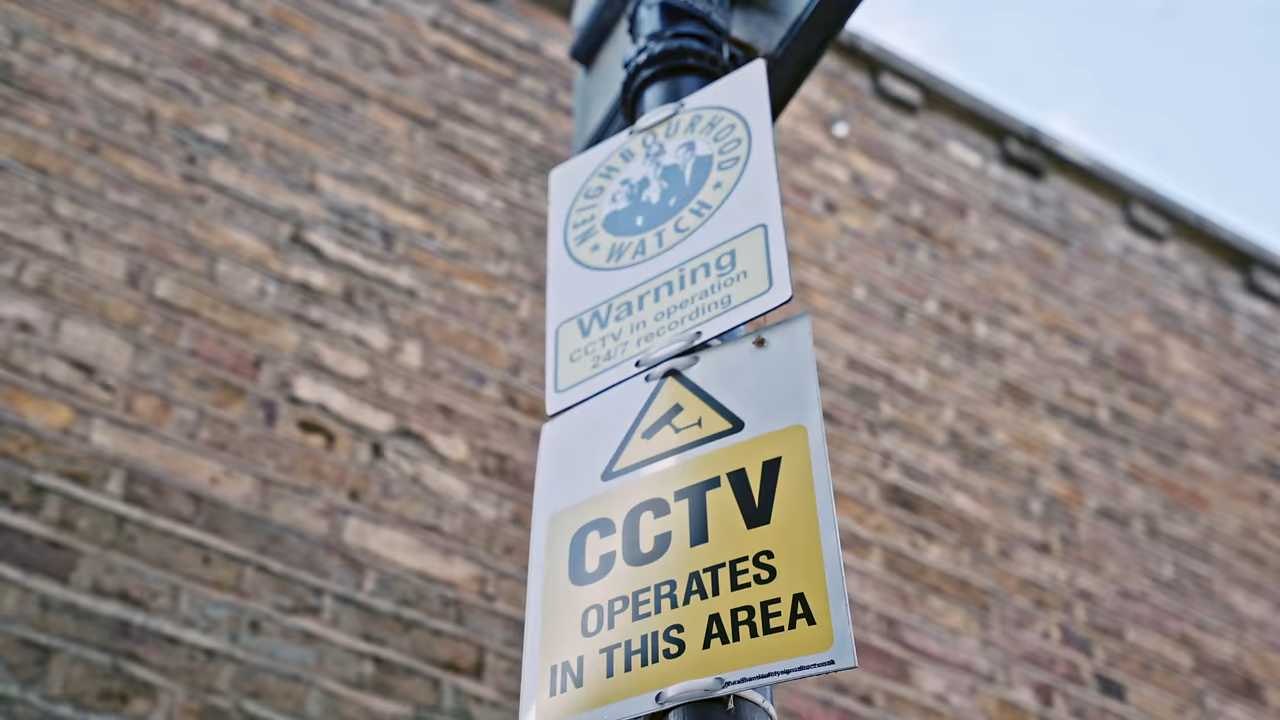 NEIGHBOURHOOD
WATCH
Warning
CCTV in operation
24/7 recording
CCTV
OPERATES
IN THIS AREA